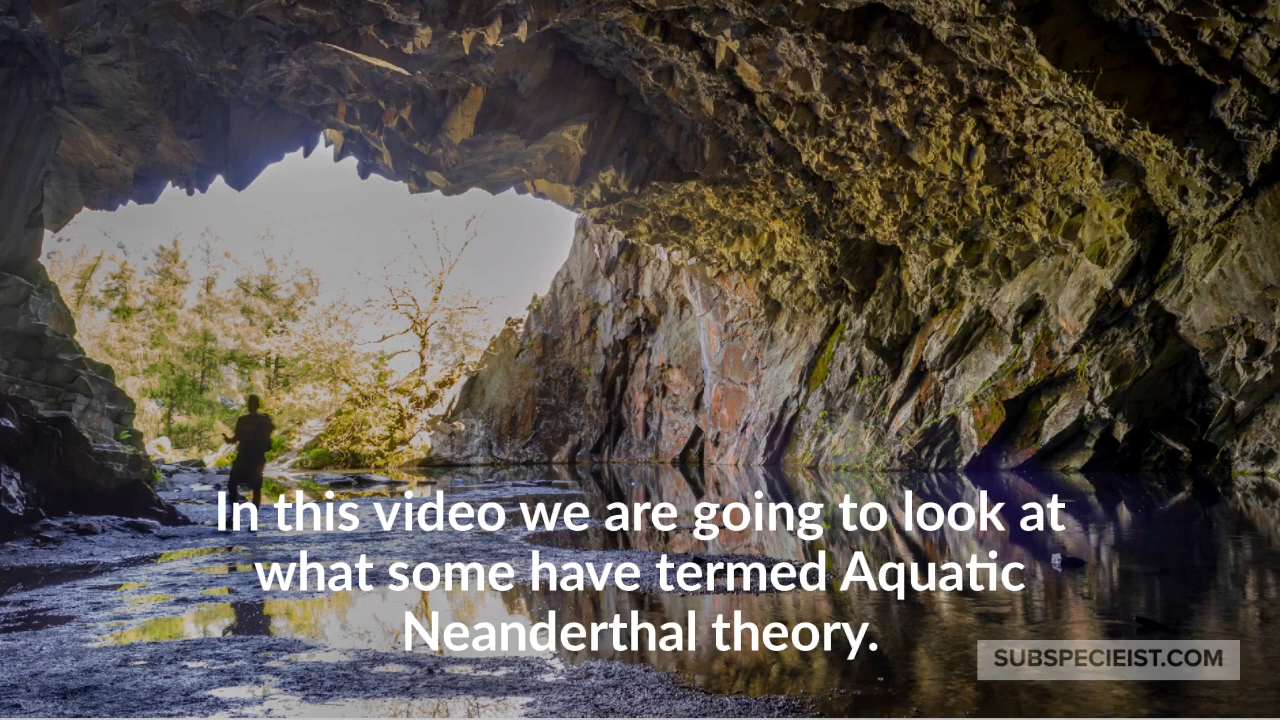 In this video we are going to look at
what some have termed Aquatic
Neanderthal theory.
SUBSPECIEIST.COM